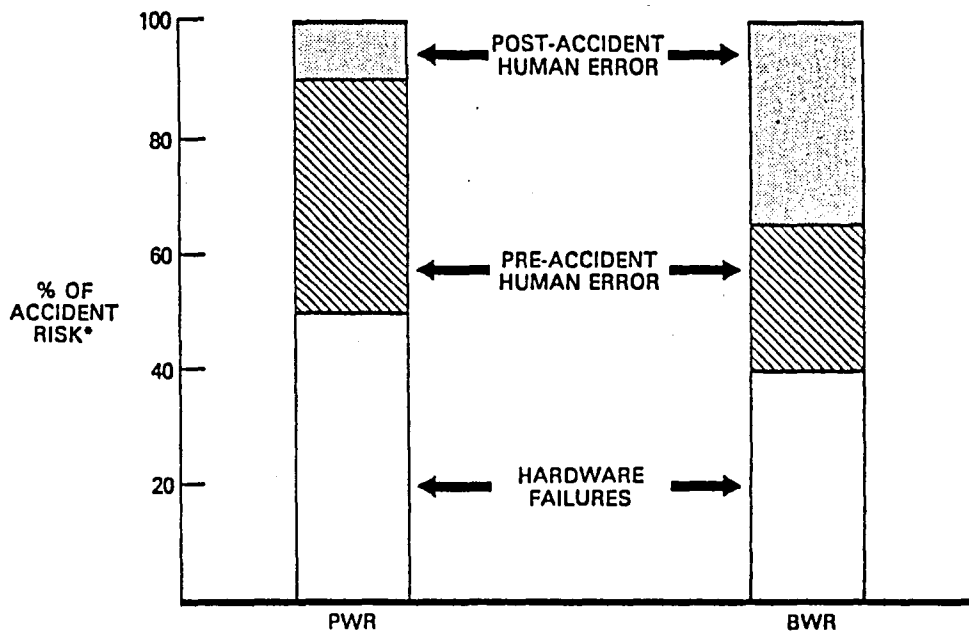 100
80
60
40
20
% OF
ACCIDENT
RISK*
POST-ACCIDENT
HUMAN ERROR
PRE-ACCIDENT
HUMAN ERROR
HARDWARE
FAILURES
PWR
BWR